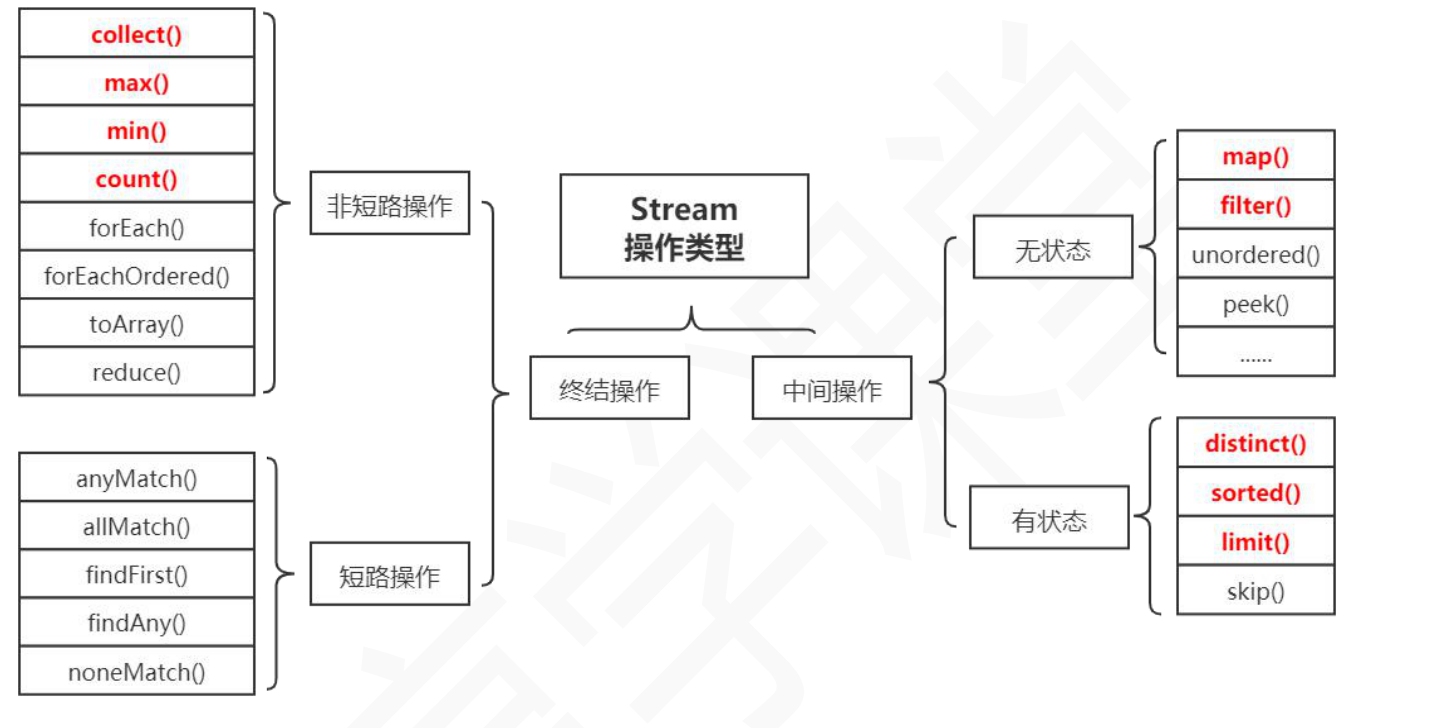 collect()
max()
min()
count()
forEach()
forEachOrdered()
toArray()
reduce()
非短路操作
anyMatch()
allMatch()
findFirst()
findAny()
noneMatch()
短路操作
Stream
操作类型
终结操作
中间操作
无状态
map()
filter()
unordered()
peek()
......
有状态
distinct()
sorted()
limit()
skip()